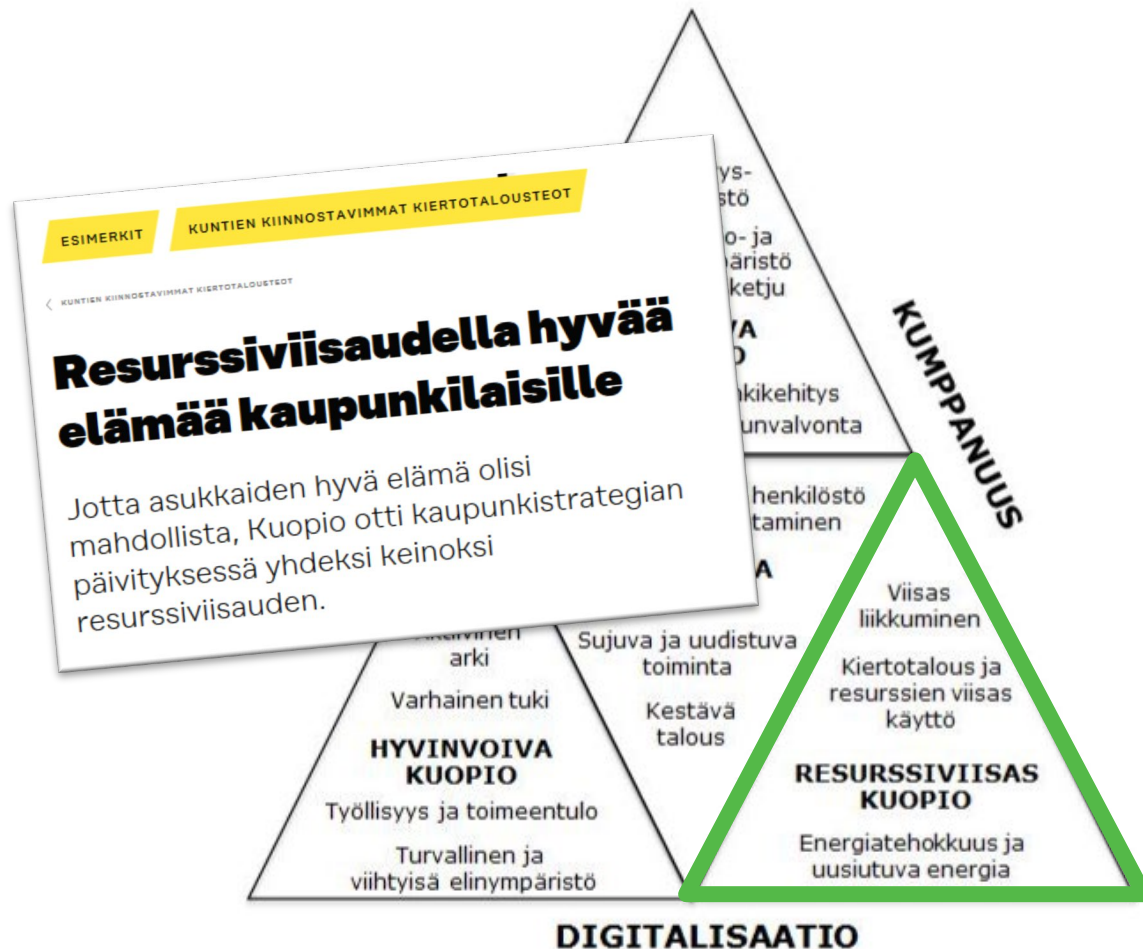 ESIMERKIT
KUNTIEN KIINNOSTAVIMMAT KIERTOTALOUSTEOT
KUNTIEN KIINNOSTAVIMMAT KIERTOTALOUSTEOT
Resurssiviisaudella hyvää
elämää kaupunkilaisille
Jotta asukkaiden hyvä elämä olisi
mahdollista, Kuopio otti kaupunkistrategian
päivityksessä yhdeksi keinoksi
resurssiviisauden.
ja
KUMPPANUUS
henkilöstö
arki
Varhainen tuki
HYVINVOIVA
KUOPIO
Työllisyys ja toimeentulo
Turvallinen ja
viihtyisä elinympäristö
Sujuva ja uudistuva
toiminta
Kestävä
talous
Viisas
liikkuminen
Kiertotalous ja
resurssien viisas
käyttö
RESURSSIVIISAS
KUOPIO
Energiatehokkuus ja
uusiutuva energia
DIGITALISAATIO